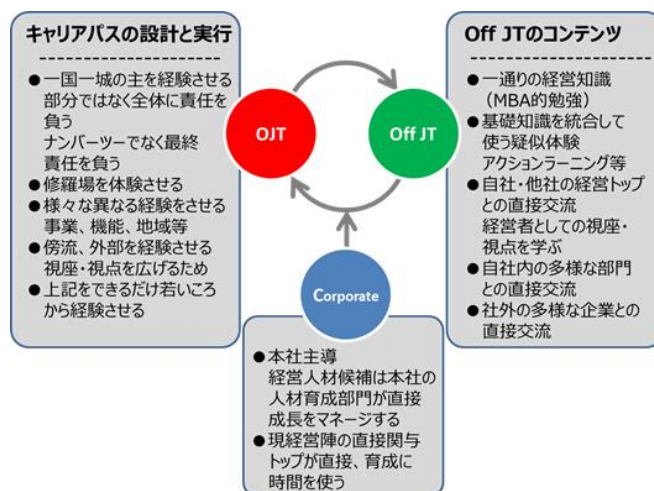 キャリアパスの設計と実行
●一国一城の主を経験させる
部分ではなく全体に責任を
負う
ナンバーツーでなく最終
責任を負う
●修羅場を体験させる
●様々な異なる経験をさせる
事業、機能、地域等
●傍流、外部を経験させる
視座・視点を広げるため
●上記をできるだけ若いころ
から経験させる
OJT
Off JT
Corporate
Off JTのコンテンツ
●一通りの経営知識
（MBA的勉強）
●基礎知識を統合して
使う疑似体験
アクションラーニング等
●自社・他社の経営トップ
との直接交流
経営者としての視座・
視点を学ぶ
●自社内の多様な部門
との直接交流
●社外の多様な企業との
直接交流
●本社主導
経営人材候補は本社の
人材育成部門が直接
成長をマネージする
●現経営陣の直接関与
トップが直接、育成に
時間を使う